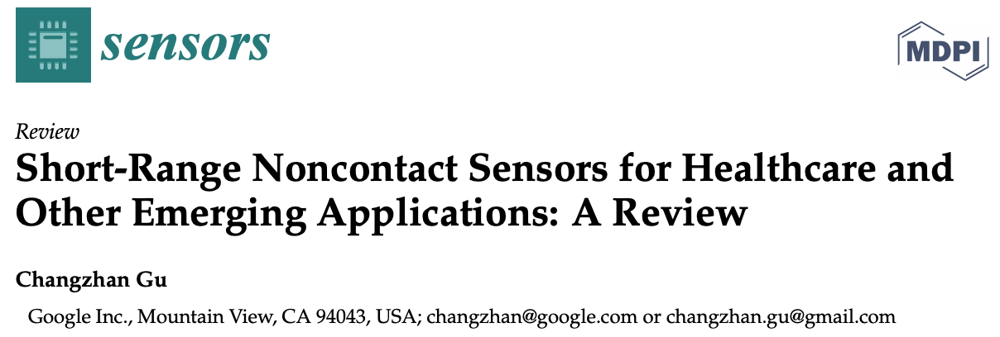 sensors
MDPI
Review
Short-Range Noncontact Sensors for Healthcare and
Other Emerging Applications: A Review
Changzhan Gu
Google Inc., Mountain View, CA 94043, USA; changzhan@google.com or changzhan.gu@gmail.com